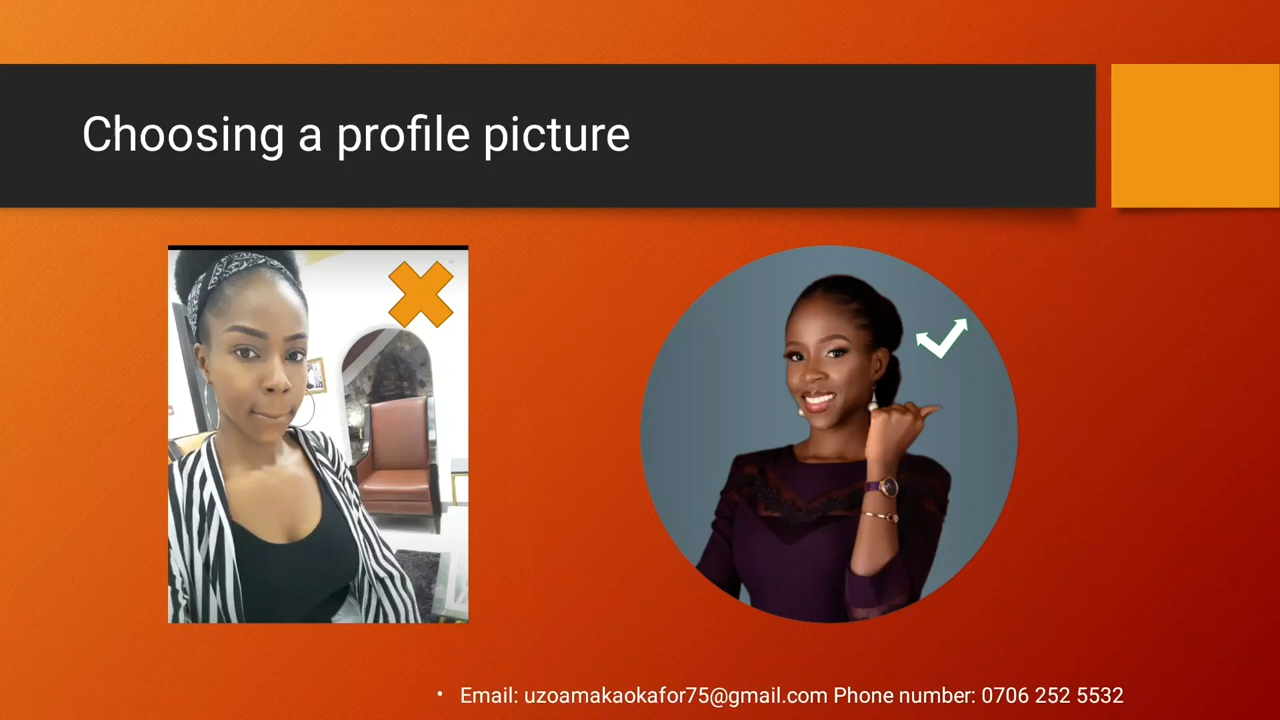 Choosing a profile picture
• Email: uzoamakaokafor75@gmail.com Phone number: 0706 252 5532